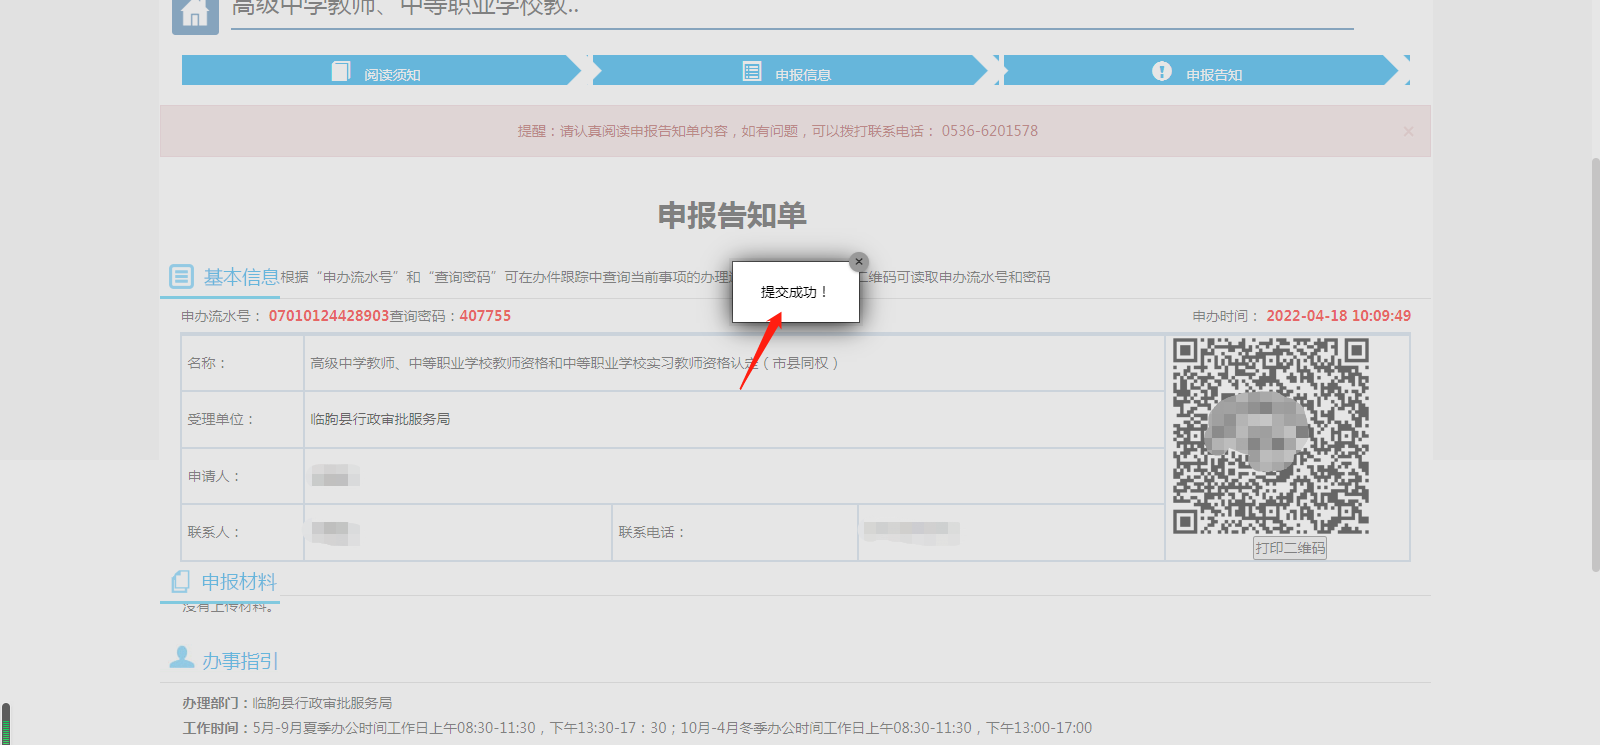 高级中学教师、中等职业学校教..
阅读须知
申报信息
申报告知
提醒：请认真阅读申报告知单内容，如有问题，可以拨打联系电话： 0536-6201578
申报告知单
基本信息根据“申办流水号”和“查询密码”可在办件跟踪中查询当前事项的办理
二维码可读取申办流水号和密码
提交成功！
申办流水号： 07010124428903查询密码：407755
申办时间： 2022-04-18 10:09:49
名称：
高级中学教师、中等职业学校教师资格和中等职业学校实习教师资格认定（市县同权）
受理单位：
临朐县行政审批服务局
申请人：
联系人：
联系电话：
打印二维码
申报材料
没有上传材料。
办事指引
办理部门：临朐县行政审批服务局
工作时间：5月-9月夏季办公时间工作日上午08:30-11:30，下午13:30-17：30；10月-4月冬季办公时间工作日上午08:30-11:30，下午13:00-17:00